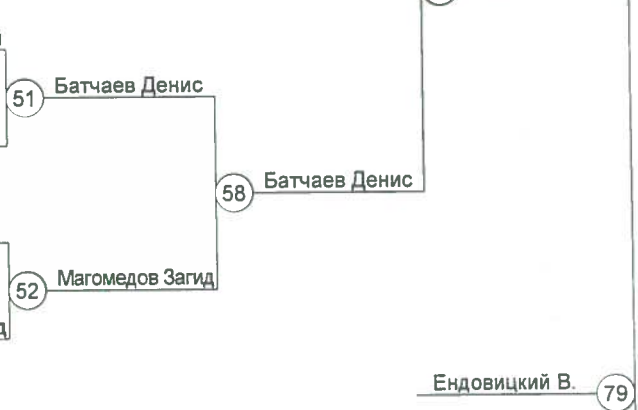 51
Батчаев Денис
58
Батчаев Денис
52
Магомедов Загид
Ендовицкий В.
79